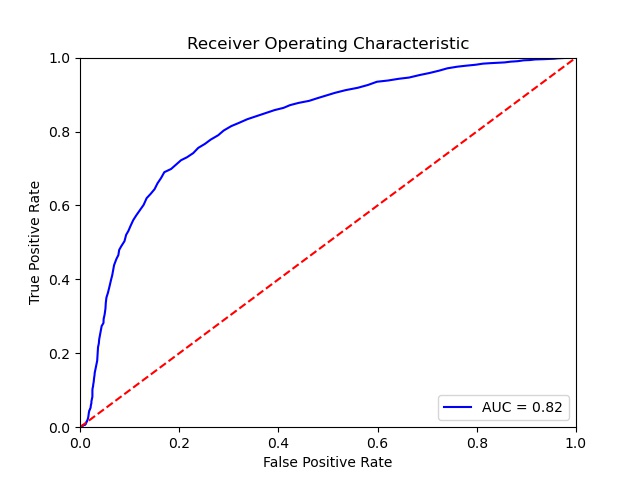 Receiver Operating Characteristic
1.0
0.8
0.6
0.4
0.2
0.0
True Positive Rate
AUC = 0.82
0.0 0.2 0.4 0.6 0.8 1.0
False Positive Rate